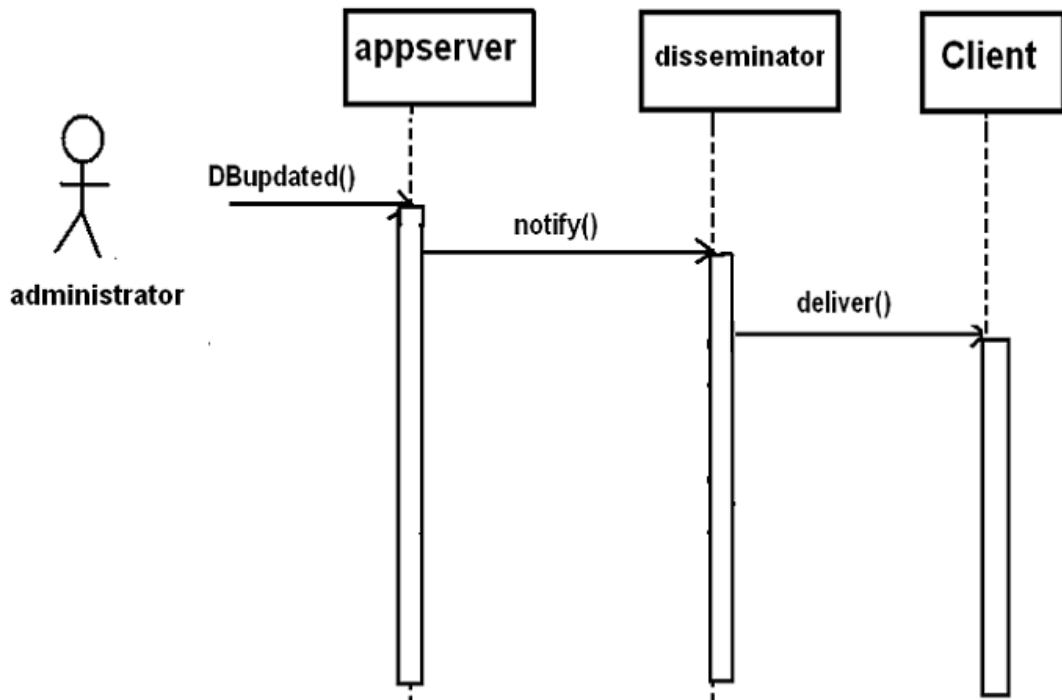 appserver
disseminator
Client
DBupdated()
notify()
administrator
deliver()